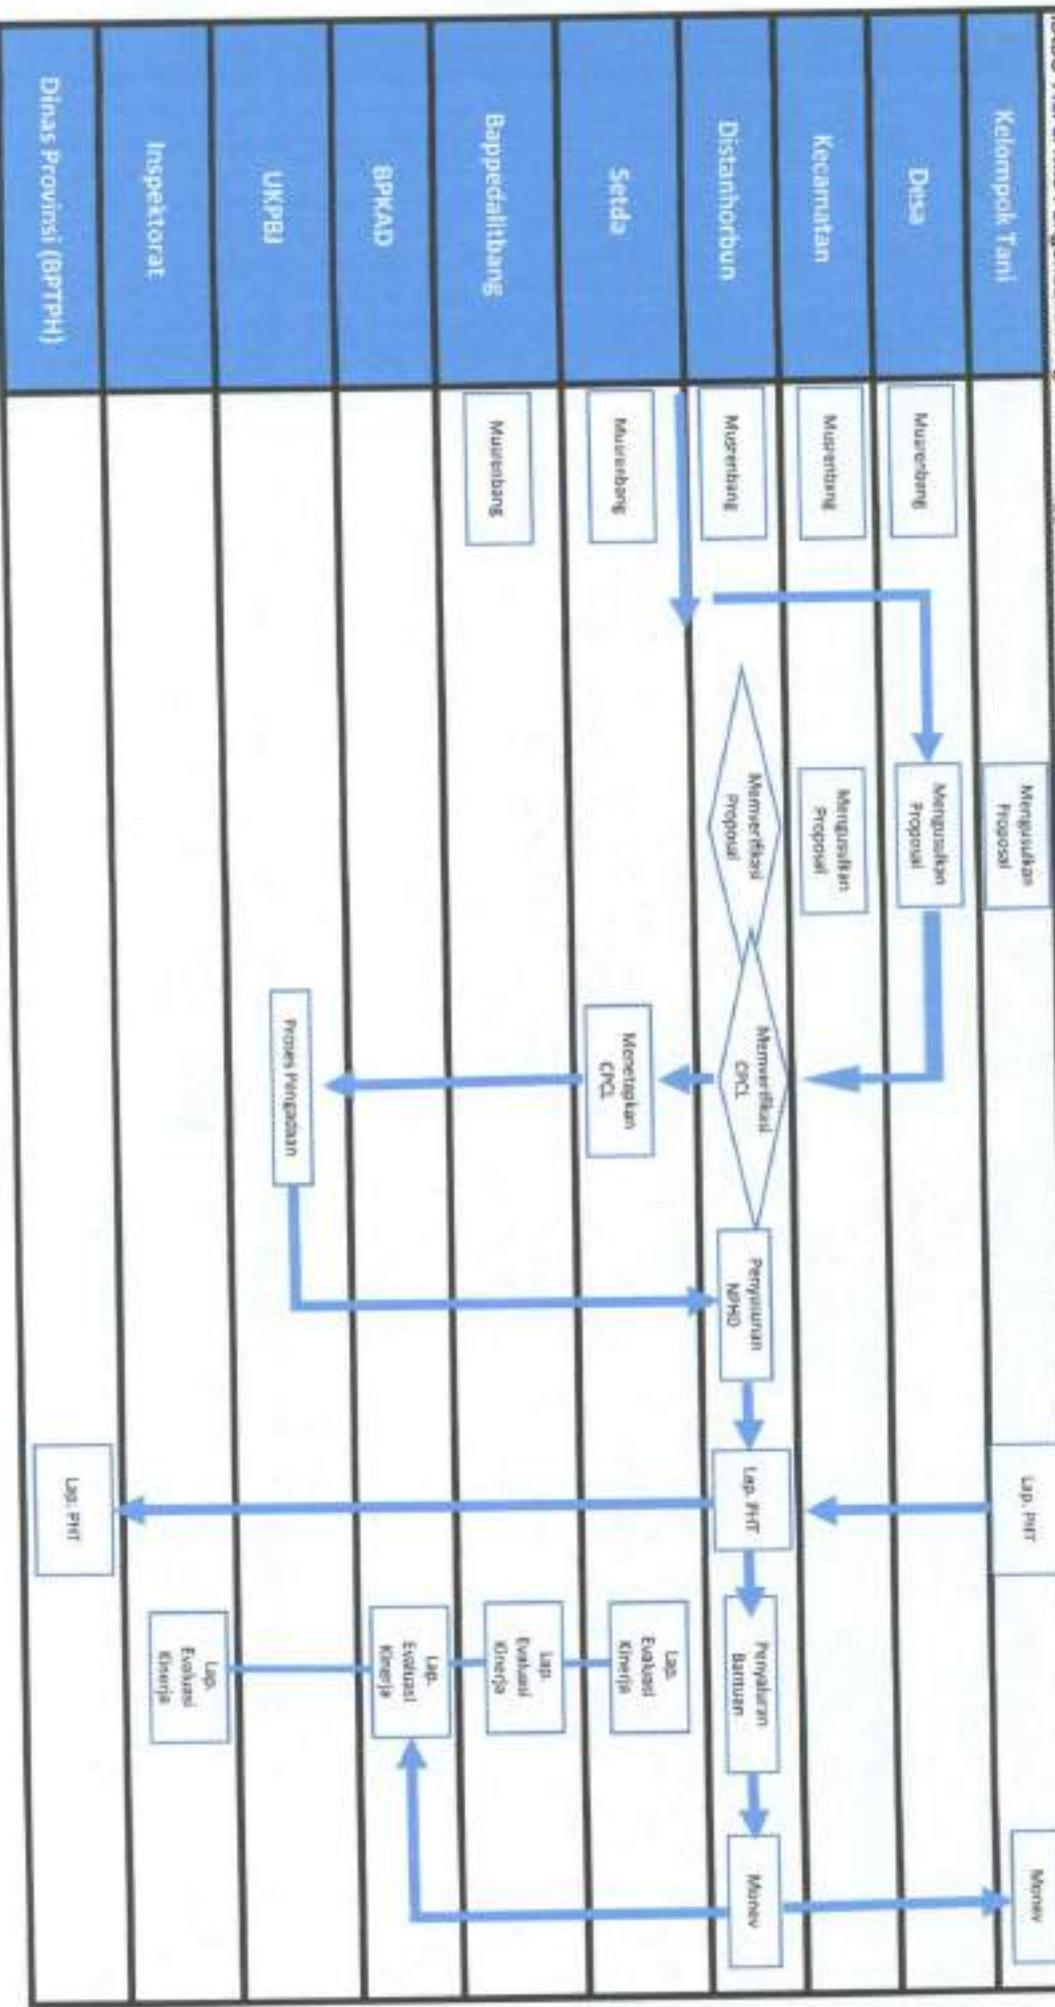 Kelompok Tani
Mengusulkan
Proposal
Lap. PHT
Monev
Desa
Musrenbang
Mengusulkan
Proposal
Kecamatan
Musrenbang
Mengusulkan
Proposal
Distanhorbun
Musrenbang
Memverifikasi
Proposal
Memverifikasi
CPCL
Penyusunan
NPHD
Lap. PHT
Penyaluran
Bantuan
Monev
Setda
Musrenbang
Menetapkan
CPCL
Lap.
Evaluasi
Kinerja
Bappedalitbang
Musrenbang
Lap.
Evaluasi
Kinerja
BPKAD
Lap.
Evaluasi
Kinerja
UKPBJ
Proses Pengadaan
Inspektorat
Lap.
Evaluasi
Kinerja
Dinas Provinsi (BPTPH)
Lap. PHT